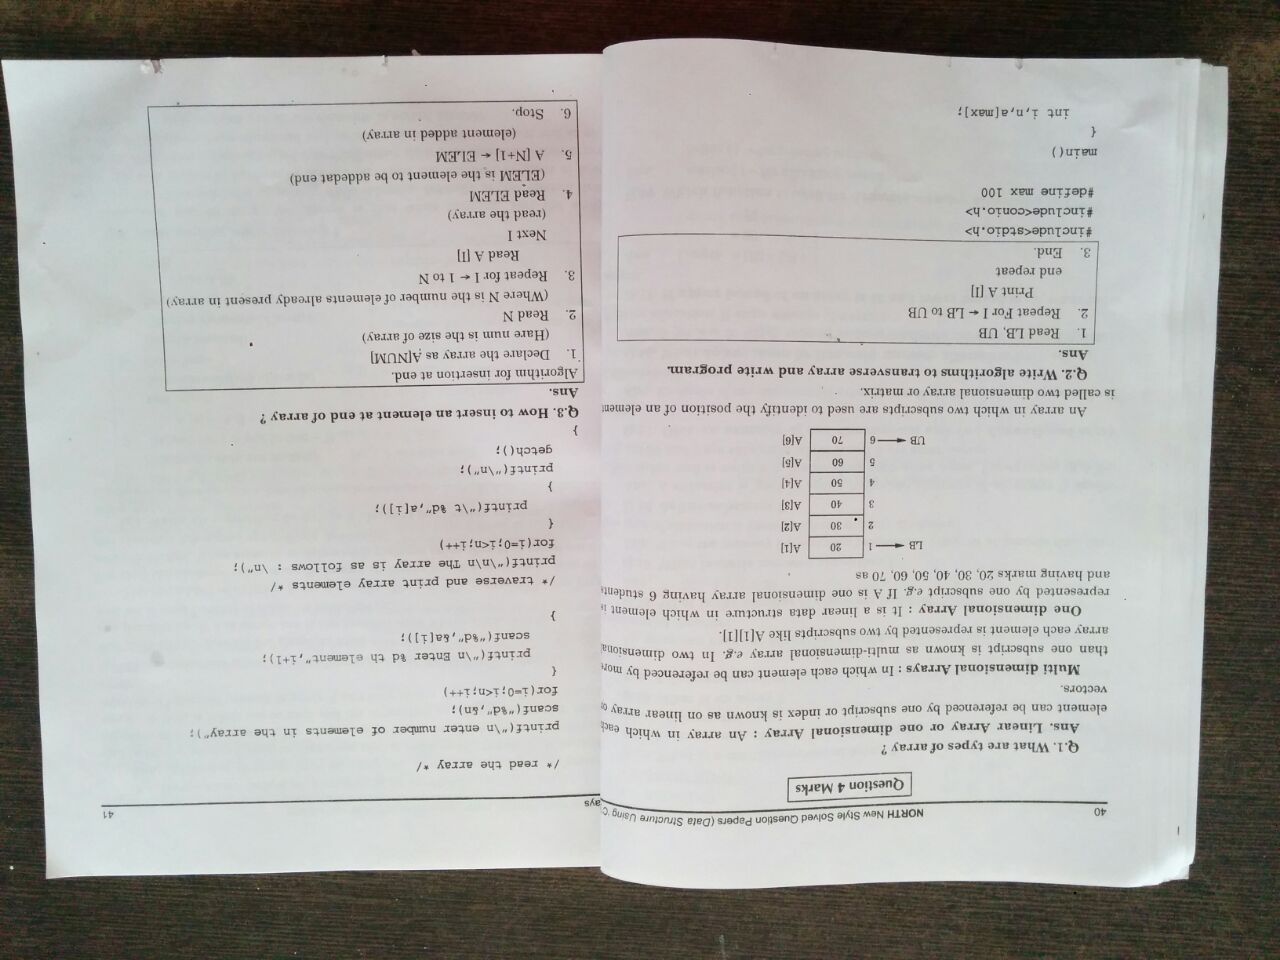 40
NORTH New Style Solved Question Papers (Data Structure Using 'C'
Question 4 Marks
Q.1. What are types of array ?
Ans. Linear Array or one dimensional Array : An array in which each
element can be referenced by one subscript or index is known as on linear array or
vectors.
Multi dimensional Arrays : In which each element can be referenced by more
than one subscript is known as multi-dimensional array e.g. In two dimensional
array each element is represented by two subscripts like A[1][1].
One dimensional Array : It is a linear data structure in which element is
represented by one subscript e.g. If A is one dimensional array having 6 students
and having marks 20, 30, 40, 50, 60, 70 as
LB 1 20 A[1]
2 30 A[2]
3 40 A[3]
4 50 A[4]
5 60 A[5]
UB 6 70 A[6]
An array in which two subscripts are used to identify the position of an element
is called two dimensional array or matrix.
Q.2. Write algorithms to transverse array and write program.
Ans.
1. Read LB, UB
2. Repeat For I ← LB to UB
Print A [I]
end repeat
3. End.
#include<stdio.h>
#include<conio.h>
#define max 100
main()
{
int i,n,a[max];
ays
41
/* read the array */
printf("\n enter number of elements in the array");
scanf("%d",&n);
for(i=0;i<n;i++)
{
printf("\n Enter %d th element",i+1);
scanf("%d",&a[i]);
}
/* traverse and print array elements */
printf("\n\n The array is as follows : \n");
for(i=0;i<n;i++)
{
printf("\t %d",a[i]);
}
printf("\n");
getch();
}
Q.3. How to insert an element at end of array ?
Ans.
Algorithm for insertion at end.
1. Declare the array as A[NUM]
(Hare num is the size of array)
2. Read N
(Where N is the number of elements already present in array)
3. Repeat for I ← 1 to N
Read A [I]
Next I
(read the array)
4. Read ELEM
(ELEM is the element to be addedat end)
5. A [N+1] ← ELEM
(element added in array)
6. Stop.